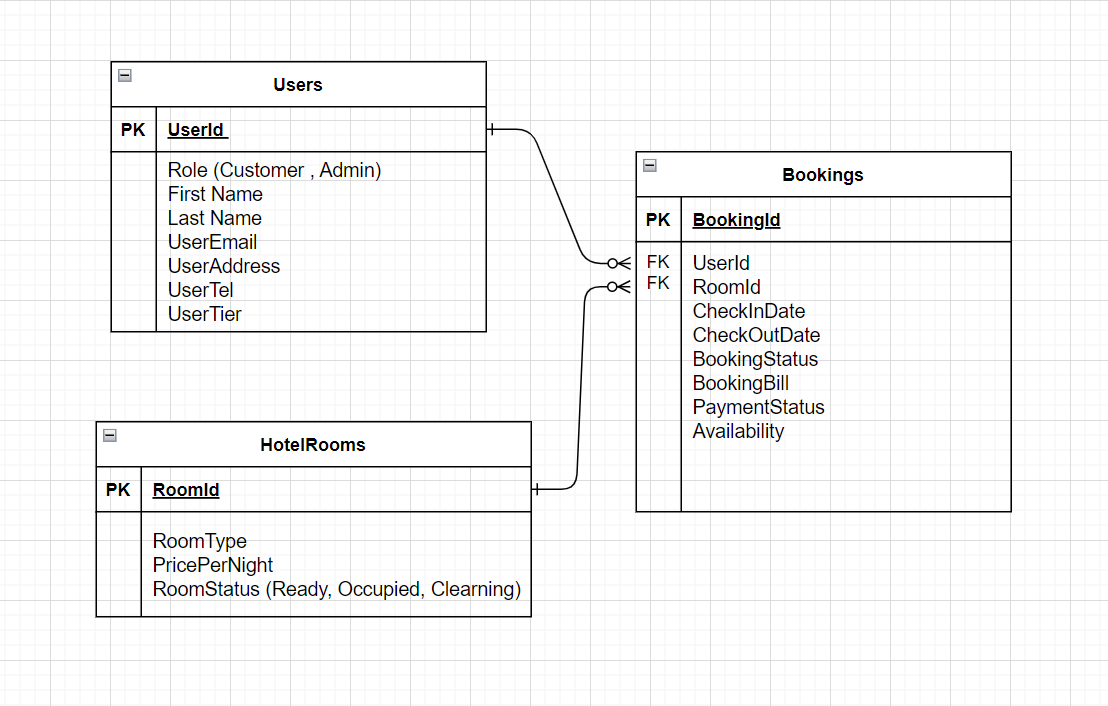 Users
PK UserId
Role (Customer , Admin)
First Name
Last Name
UserEmail
UserAddress
UserTel
UserTier
Bookings
PK BookingId
FK UserId
FK RoomId
CheckInDate
CheckOutDate
BookingStatus
BookingBill
PaymentStatus
Availability
HotelRooms
PK RoomId
RoomType
PricePerNight
RoomStatus (Ready, Occupied, Clearning)